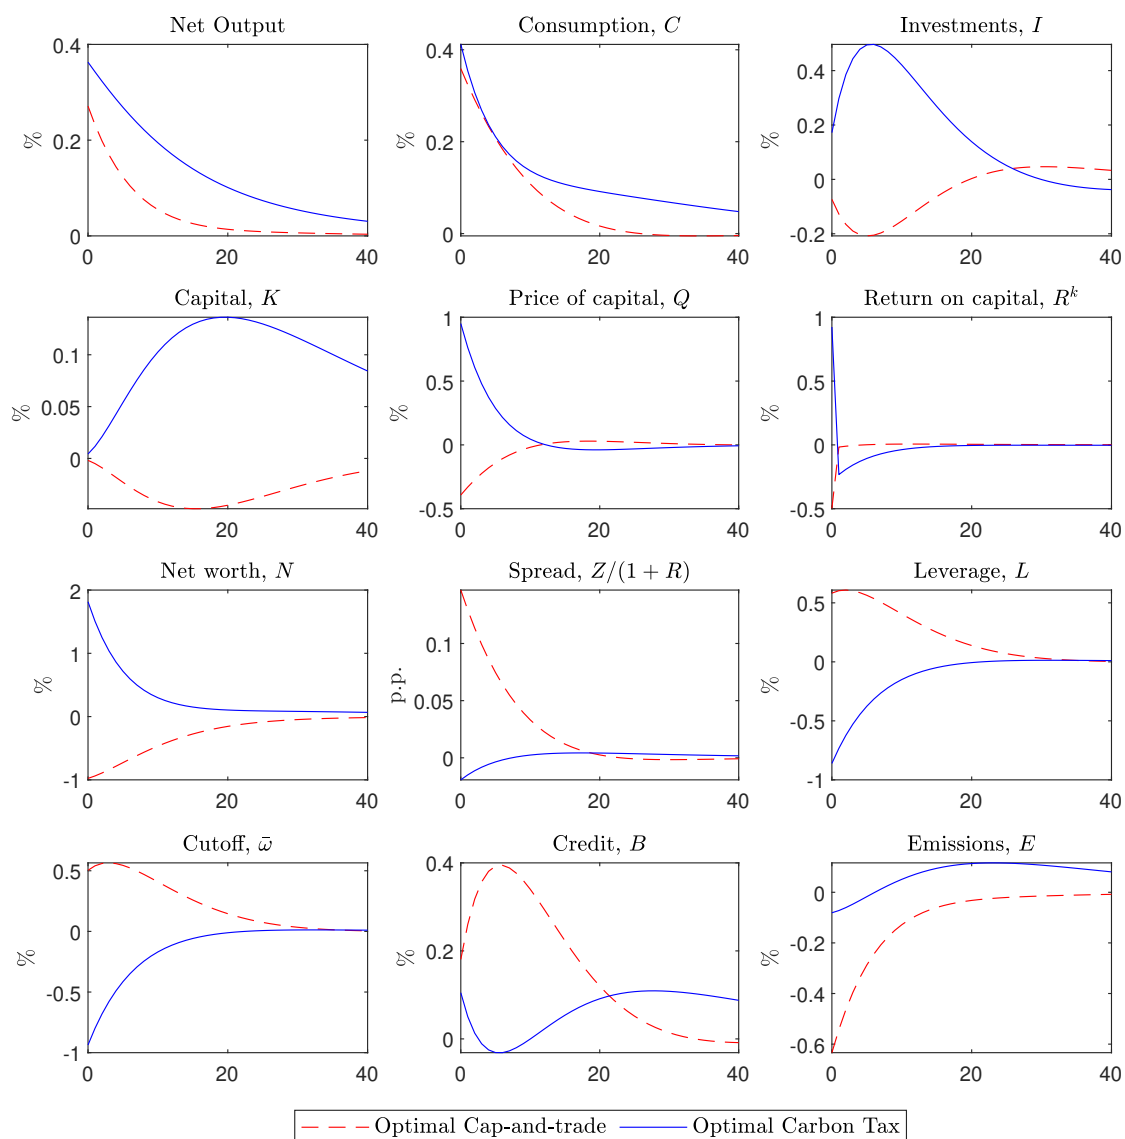 Net Output
0.4
0.2
0
%
0 20 40
Consumption, C
0.4
0.2
0
%
0 20 40
Investments, I
0.4
0.2
0
-0.2
%
0 20 40
Capital, K
0.1
0.05
0
%
0 20 40
Price of capital, Q
1
0.5
0
-0.5
%
0 20 40
Return on capital, R^k
1
0.5
0
-0.5
%
0 20 40
Net worth, N
2
1
0
-1
%
0 20 40
Spread, Z/(1 + R)
0.1
0.05
0
p.p.
0 20 40
Leverage, L
0.5
0
-0.5
-1
%
0 20 40
Cutoff, ω̄
0.5
0
-0.5
-1
%
0 20 40
Credit, B
0.4
0.2
0
%
0 20 40
Emissions, E
0
-0.2
-0.4
-0.6
%
0 20 40
Optimal Cap-and-trade Optimal Carbon Tax